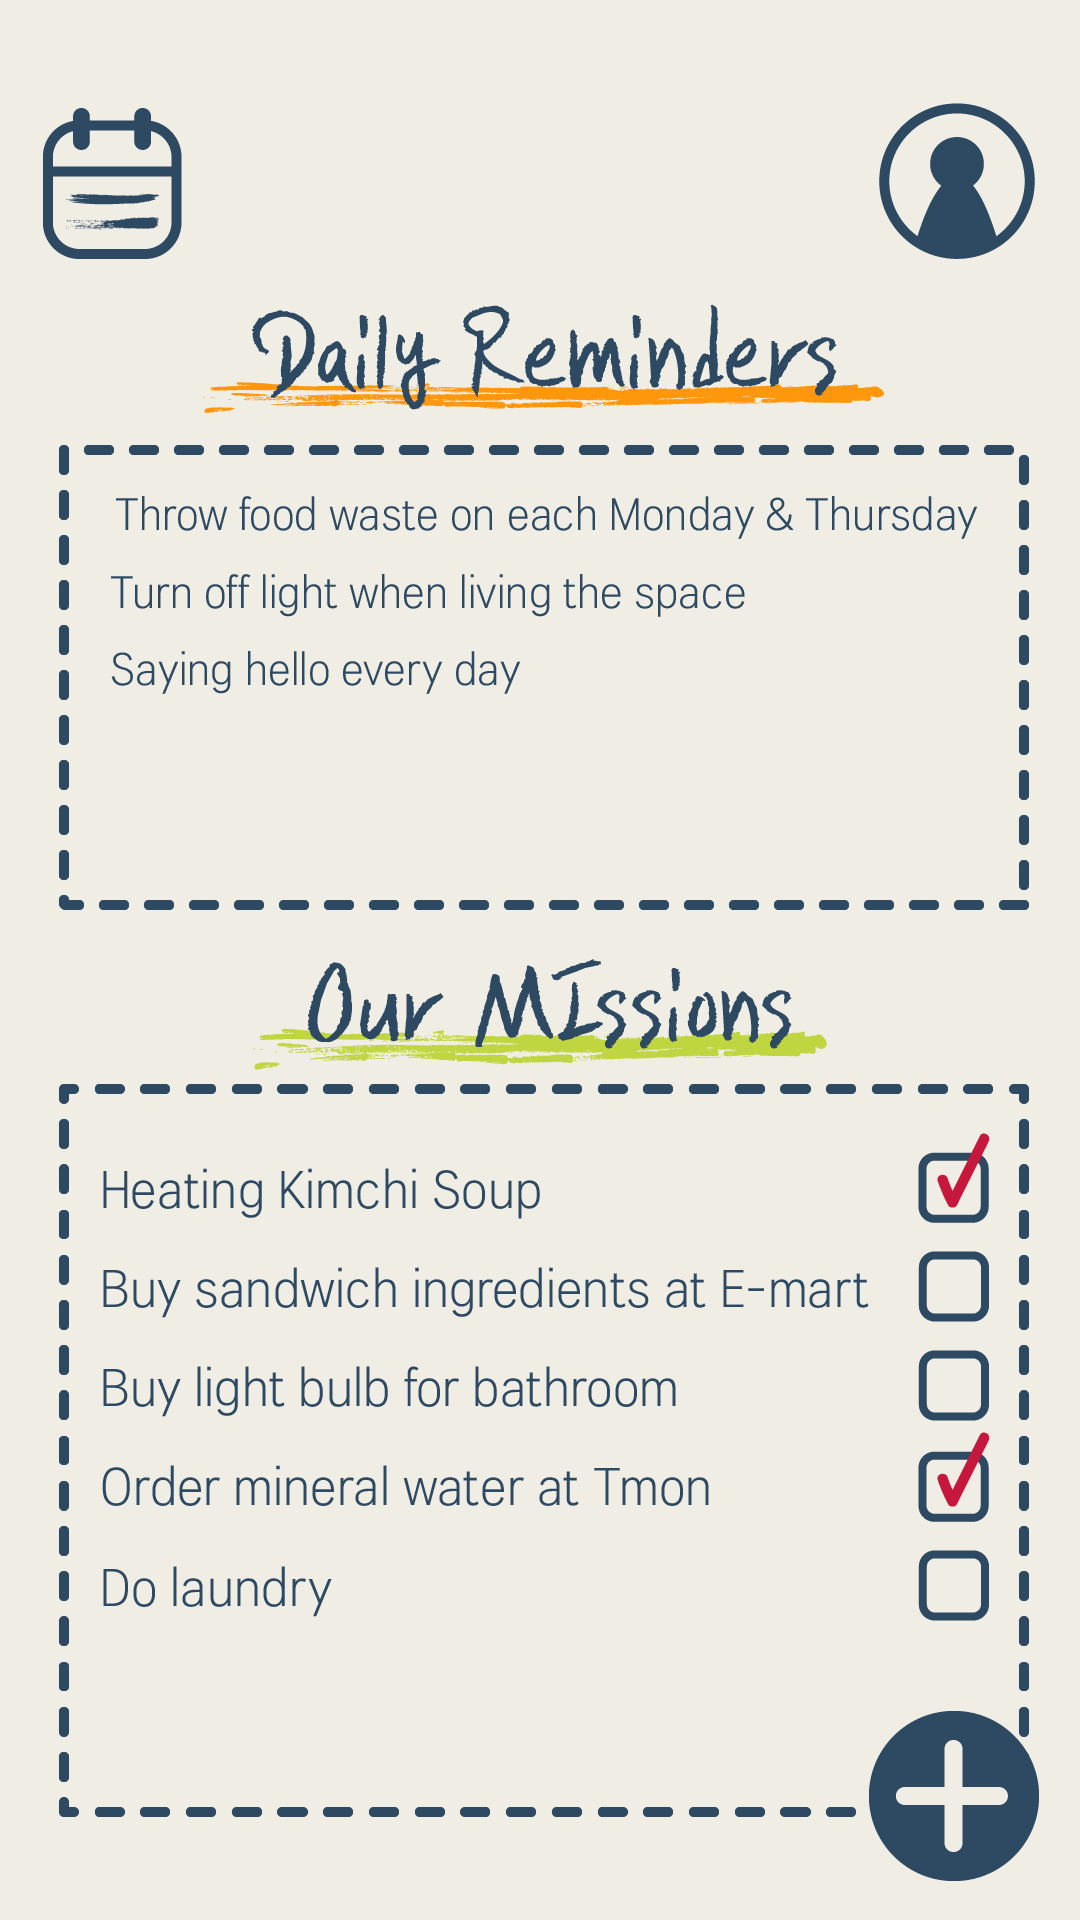 Daily Reminders
Throw food waste on each Monday & Thursday
Turn off light when living the space
Saying hello every day
Our MIssions
Heating Kimchi Soup
Buy sandwich ingredients at E-mart
Buy light bulb for bathroom
Order mineral water at Tmon
Do laundry